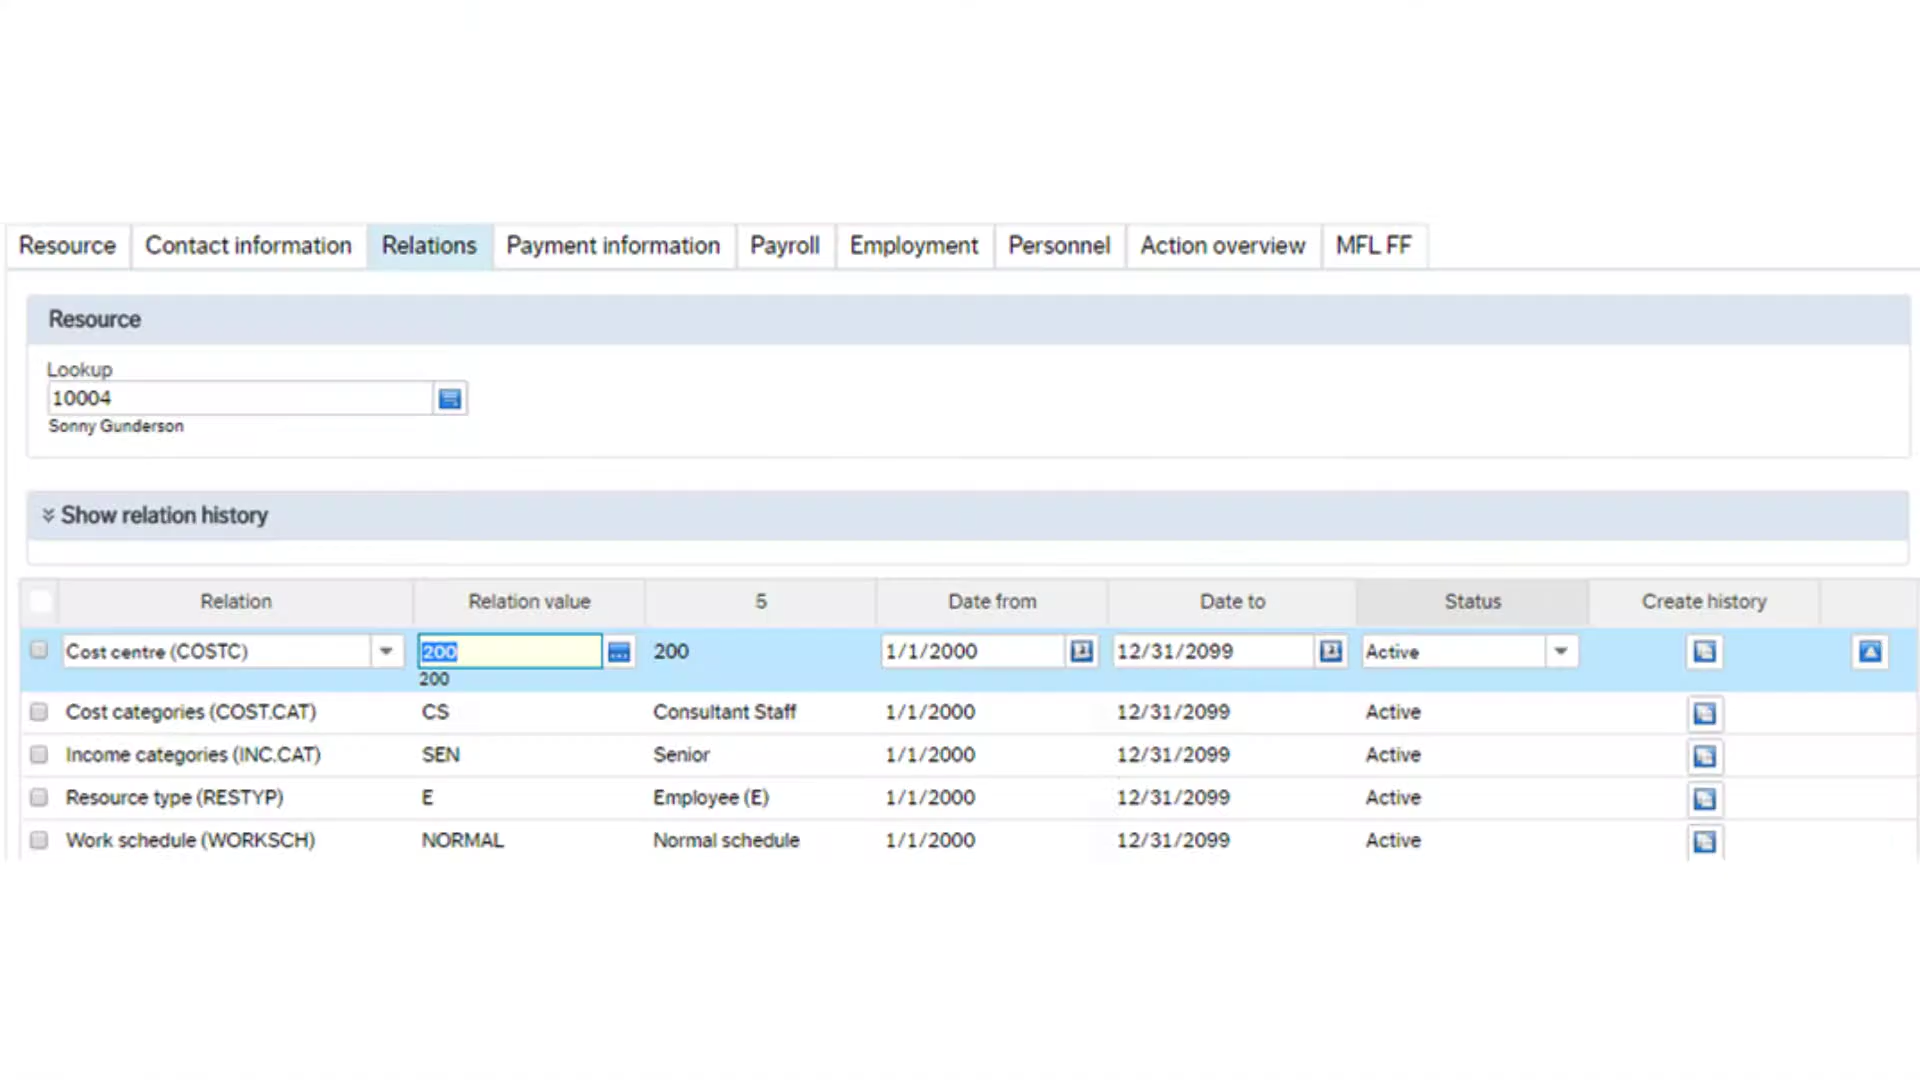 Resource Contact information Relations Payment information Payroll Employment Personnel Action overview MFL FF
Resource
Lookup
10004
Sonny Gunderson
Show relation history
Relation Relation value 5 Date from Date to Status Create history
Cost centre (COSTC) 200 200 1/1/2000 12/31/2099 Active
200
Cost categories (COST.CAT) CS Consultant Staff 1/1/2000 12/31/2099 Active
Income categories (INC.CAT) SEN Senior 1/1/2000 12/31/2099 Active
Resource type (RESTYP) E Employee (E) 1/1/2000 12/31/2099 Active
Work schedule (WORKSCH) NORMAL Normal schedule 1/1/2000 12/31/2099 Active